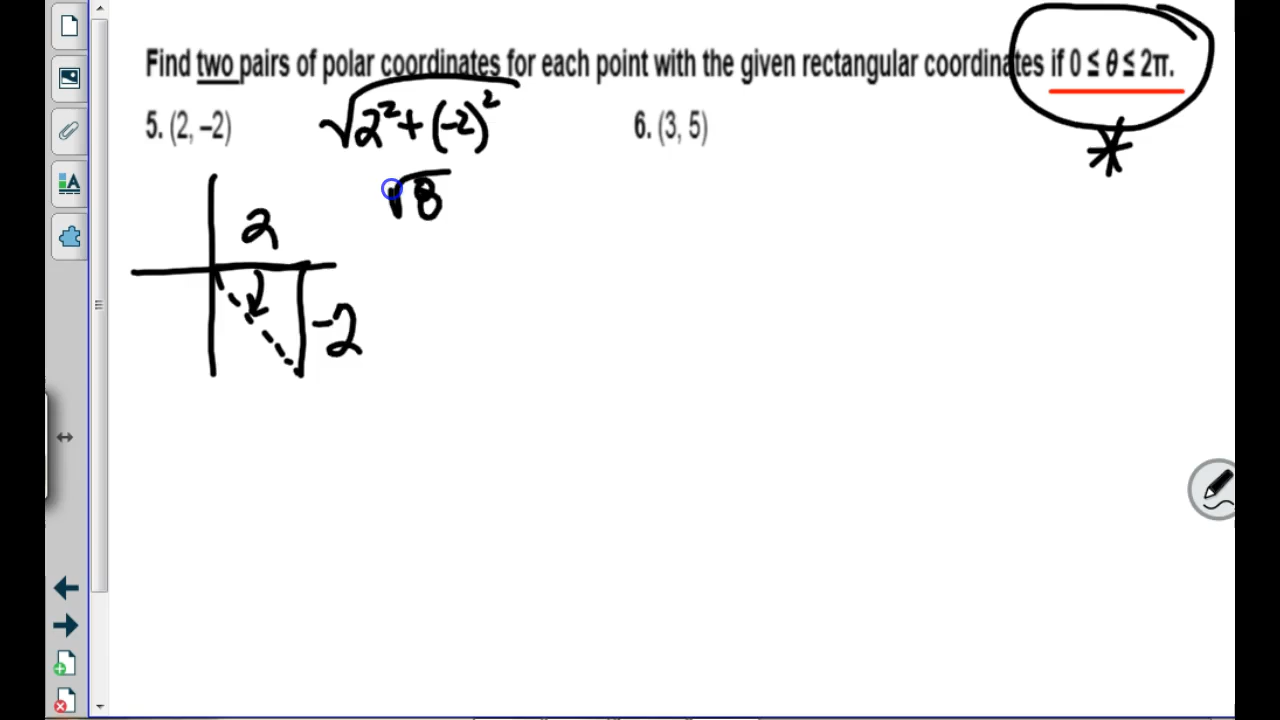 Find two pairs of polar coordinates for each point with the given rectangular coordinates if 0 ≤ θ ≤ 2π.
5. (2, –2)
√2²+(-2)²
6. (3, 5)
*
√8
2
-2